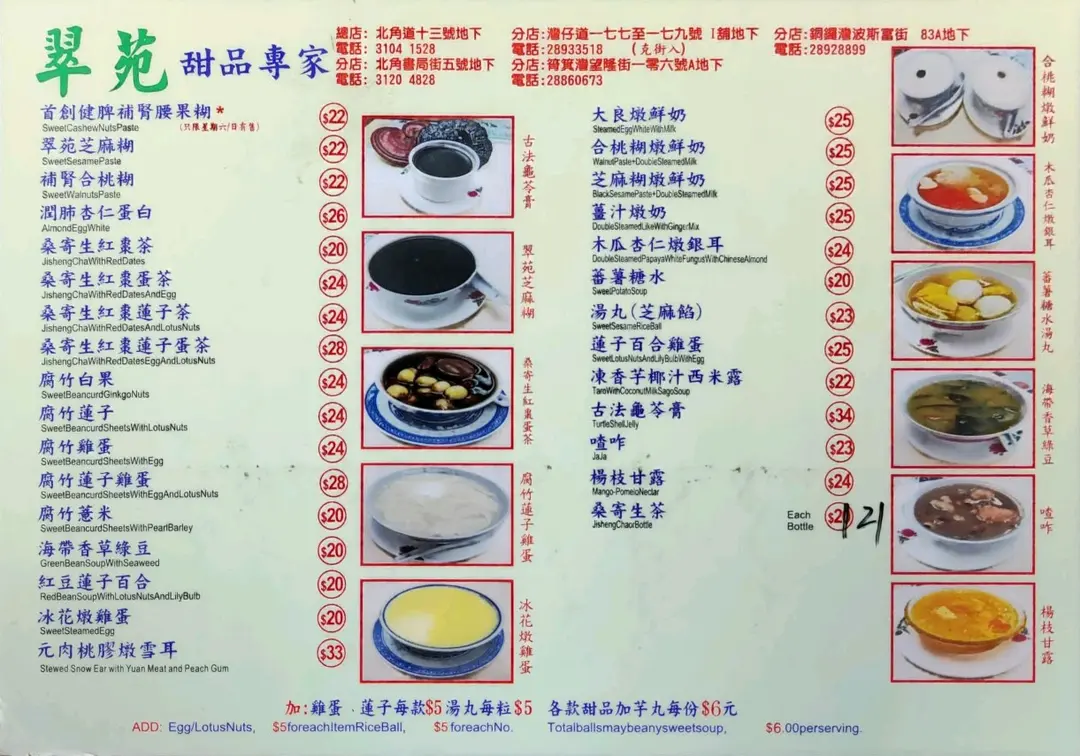 翠苑 甜品專家
總店: 北角道十三號地下
電話: 3104 1528
分店: 北角書局街五號地下
電話: 3120 4828
分店:灣仔道一七七至一七九號 1舖地下
電話:28933518 (克街入)
分店:筲箕灣望隆街一零六號A地下
電話:28860673
分店:銅鑼灣波斯富街 83A地下
電話:28928899
首創健脾補腎腰果糊* $22
SweetCashewNutsPaste (只限星期六/日有售)
翠苑芝麻糊 $22
SweetSesamePaste
補腎合桃糊 $22
SweetWalnutsPaste
潤肺杏仁蛋白 $26
AlmondEggWhite
桑寄生紅棗茶 $20
JishengChaWithRedDates
桑寄生紅棗蛋茶 $24
JishengChaWithRedDatesAndEgg
桑寄生紅棗蓮子茶 $24
JishengChaWithRedDatesAndLotusNuts
桑寄生紅棗蓮子蛋茶 $28
JishengChaWithRedDatesEggAndLotusNuts
腐竹白果 $24
SweetBeancurdGinkgoNuts
腐竹蓮子 $24
SweetBeancurdSheetsWithLotusNuts
腐竹雞蛋 $24
SweetBeancurdSheetsWithEgg
腐竹蓮子雞蛋 $28
SweetBeancurdSheetsWithEggAndLotusNuts
腐竹薏米 $20
SweetBeancurdSheetsWithPearlBarley
海帶香草綠豆 $20
GreenBeanSoupWithSeaweed
紅豆蓮子百合 $20
RedBeanSoupWithLotusNutsAndLilyBulb
冰花燉雞蛋 $20
SweetSteamedEgg
元肉桃膠燉雪耳 $33
Stewed Snow Ear with Yuan Meat and Peach Gum
古法龜苓膏
翠苑芝麻糊
桑寄生紅棗蛋茶
腐竹蓮子雞蛋
冰花燉雞蛋
大良燉鮮奶 $25
SteamedEggWhiteWithMilk
合桃糊燉鮮奶 $25
WalnutPaste+DoubleSteamedMilk
芝麻糊燉鮮奶 $25
BlackSesamePaste+DoubleSteamedMilk
薑汁燉奶 $25
DoubleSteamedLikeWithGingerMix
木瓜杏仁燉銀耳 $24
DoubleSteamedPapayaWhiteFungusWithChineseAlmond
蕃薯糖水 $20
SweetPotatoSoup
湯丸(芝麻餡) $23
SweetSesameRiceBall
蓮子百合雞蛋 $25
SweetLotusNutsAndLilyBulbWithEgg
凍香芋椰汁西米露 $22
TaroWithCoconutMilkSagoSoup
古法龜苓膏 $34
TurtleShellJelly
喳咋 $23
JaJa
楊枝甘露 $24
Mango-PomeloNectar
桑寄生茶 Each Bottle 21
JishengChaorBottle
合桃糊燉鮮奶
木瓜杏仁燉銀耳
蕃薯糖水湯丸
海帶香草綠豆
喳咋
楊枝甘露
加:雞蛋﹑蓮子每款$5 湯丸每粒$5 各款甜品加芋丸每份$6元
ADD: Egg/LotusNuts, $5foreachItemRiceBall, $5foreachNo. Totalballsmaybeanysweetsoup, $6.00perserving.